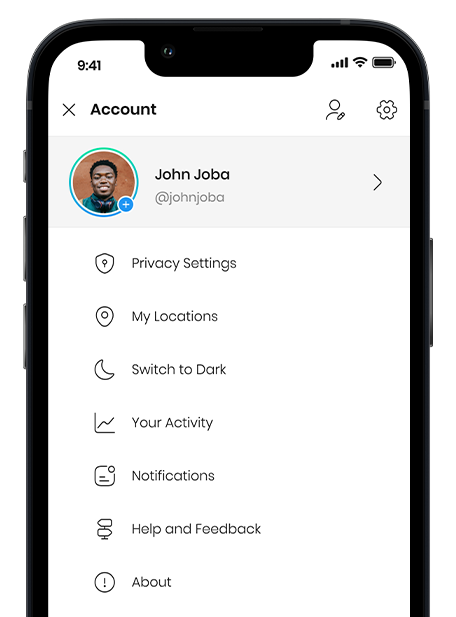 9:41
Account
John Joba
@johnjoba
Privacy Settings
My Locations
Switch to Dark
Your Activity
Notifications
Help and Feedback
About